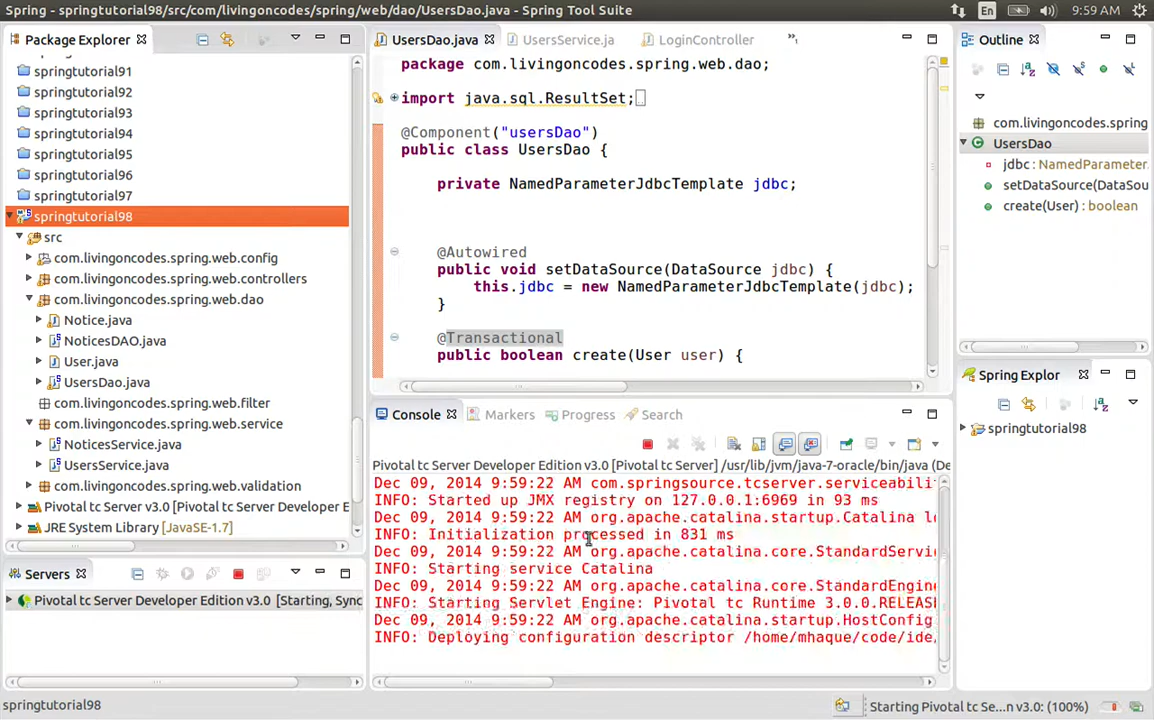 Spring - springtutorial98/src/com/livingoncodes/spring/web/dao/UsersDao.java - Spring Tool Suite
En
9:59 AM
Package Explorer
springtutorial91
springtutorial92
springtutorial93
springtutorial94
springtutorial95
springtutorial96
springtutorial97
springtutorial98
src
com.livingoncodes.spring.web.config
com.livingoncodes.spring.web.controllers
com.livingoncodes.spring.web.dao
Notice.java
NoticesDAO.java
User.java
UsersDao.java
com.livingoncodes.spring.web.filter
com.livingoncodes.spring.web.service
NoticesService.java
UsersService.java
com.livingoncodes.spring.web.validation
Pivotal tc Server Developer Edition v3.0
JRE System Library [JavaSE-1.7]
Servers
Pivotal tc Server Developer Edition v3.0 [Starting, Sync
UsersDao.java
UsersService.ja
LoginController
package com.livingoncodes.spring.web.dao;
import java.sql.ResultSet;
@Component("usersDao")
public class UsersDao {
private NamedParameterJdbcTemplate jdbc;
@Autowired
public void setDataSource(DataSource jdbc) {
this.jdbc = new NamedParameterJdbcTemplate(jdbc);
}
@Transactional
public boolean create(User user) {
Console
Markers
Progress
Search
Pivotal tc Server Developer Edition v3.0 [Pivotal tc Server] /usr/lib/jvm/java-7-oracle/bin/java (De
Dec 09, 2014 9:59:22 AM com.springsource.tcserver.serviceabili
INFO: Started up JMX registry on 127.0.0.1:6969 in 93 ms
Dec 09, 2014 9:59:22 AM org.apache.catalina.startup.Catalina lo
INFO: Initialization processed in 831 ms
Dec 09, 2014 9:59:22 AM org.apache.catalina.core.StandardServic
INFO: Starting service Catalina
Dec 09, 2014 9:59:22 AM org.apache.catalina.core.StandardEngine
INFO: Starting Servlet Engine: Pivotal tc Runtime 3.0.0.RELEASE
Dec 09, 2014 9:59:22 AM org.apache.catalina.startup.HostConfig
INFO: Deploying configuration descriptor /home/mhaque/code/ide,
Outline
com.livingoncodes.spring
UsersDao
jdbc : NamedParameter
setDataSource(DataSou
create(User) : boolean
Spring Explor
springtutorial98
springtutorial98
Starting Pivotal tc Se...n v3.0: (100%)